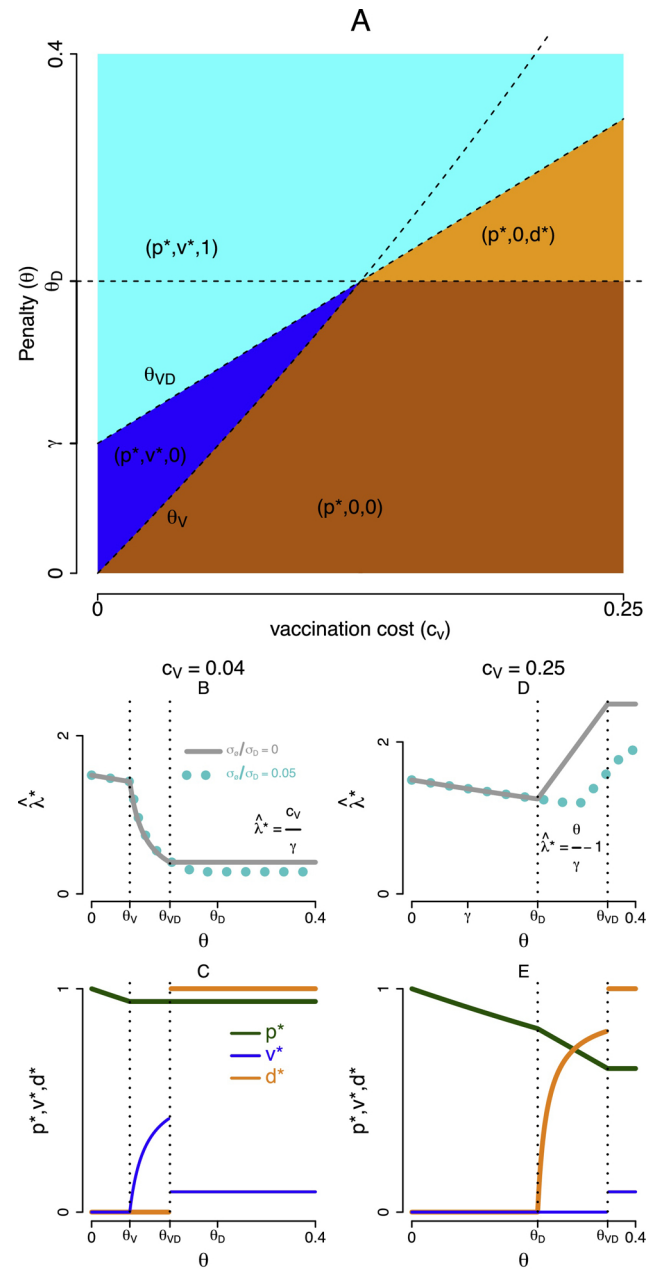 A
0.4
(p*,0,d*)
(p*,v*,1)
θD
Penalty (θ)
θVD
γ
(p*,v*,0)
θV
(p*,0,0)
0
0
0.25
vaccination cost (cV)
cV = 0.04
cV = 0.25
B
D
2
σø/σD = 0
σø/σD = 0.05
λ̂*
λ̂* = cV/γ
0
0
θV
θVD
θD
0.4
θ
2
λ̂*
λ̂* = θ/γ − 1
0
0
γ
θD
θVD
0.4
θ
C
E
1
p*
v*
d*
p*,v*,d*
0
0
θV
θVD
θD
0.4
θ
1
p*,v*,d*
0
0
θD
θVD
0.4
θ